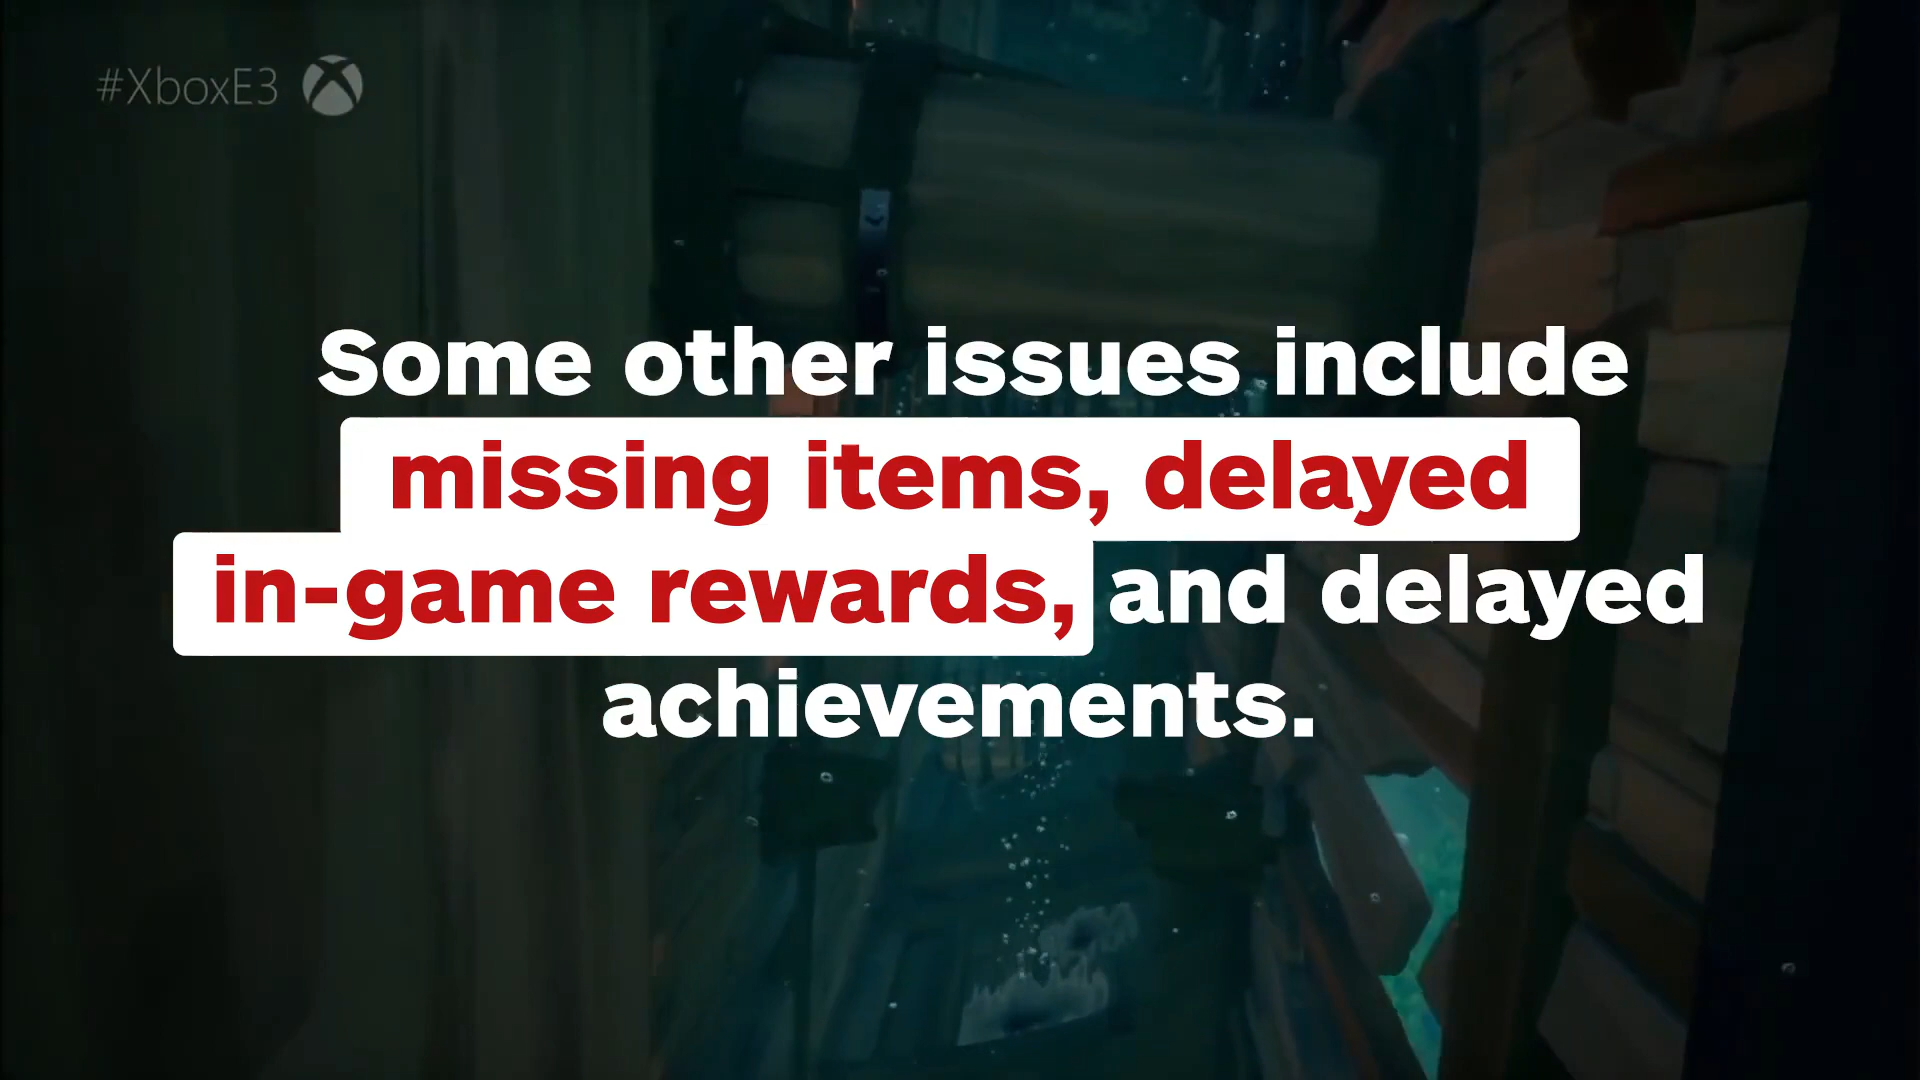 #XboxE3
Some other issues include
missing items, delayed
in-game rewards, and delayed
achievements.